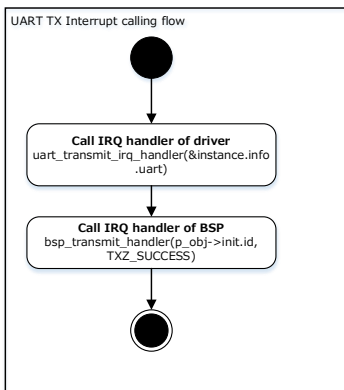 UART TX Interrupt calling flow
Call IRQ handler of driver
uart_transmit_irq_handler(&instance.info
.uart)
Call IRQ handler of BSP
bsp_transmit_handler(p_obj->init.id,
TXZ_SUCCESS)